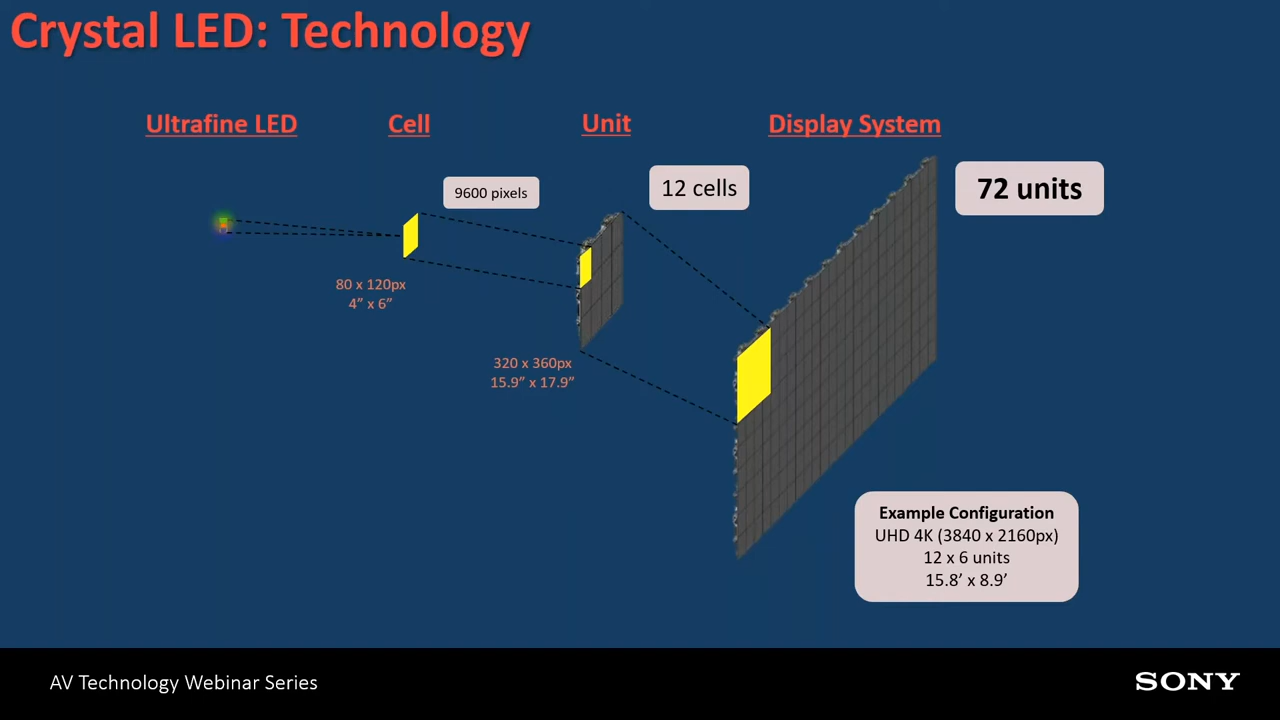 Crystal LED: Technology
Ultrafine LED
Cell
Unit
Display System
9600 pixels
12 cells
72 units
80 x 120px
4” x 6”
320 x 360px
15.9” x 17.9”
Example Configuration
UHD 4K (3840 x 2160px)
12 x 6 units
15.8’ x 8.9’
AV Technology Webinar Series
SONY